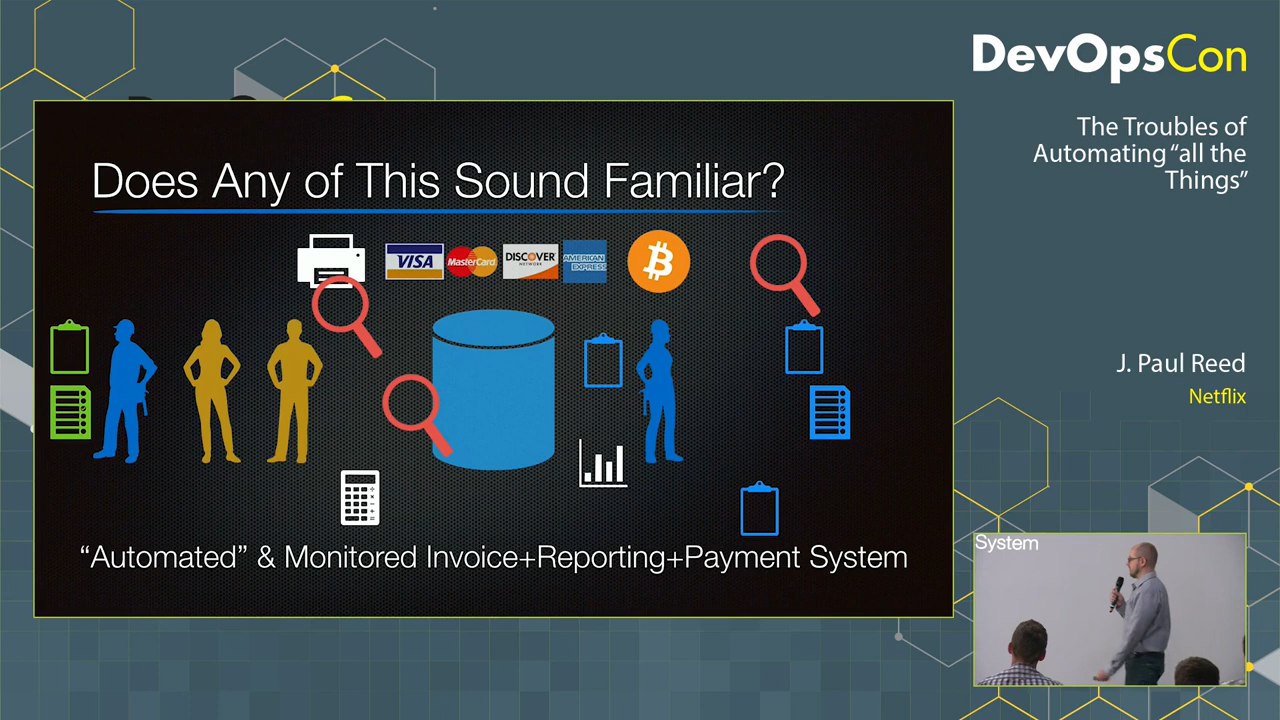 DevOpsCon
The Troubles of
Automating “all the
Things”
J. Paul Reed
Netflix
Does Any of This Sound Familiar?
VISA
MasterCard
DISCOVER
NETWORK
AMERICAN
EXPRESS
“Automated” & Monitored Invoice+Reporting+Payment System
System